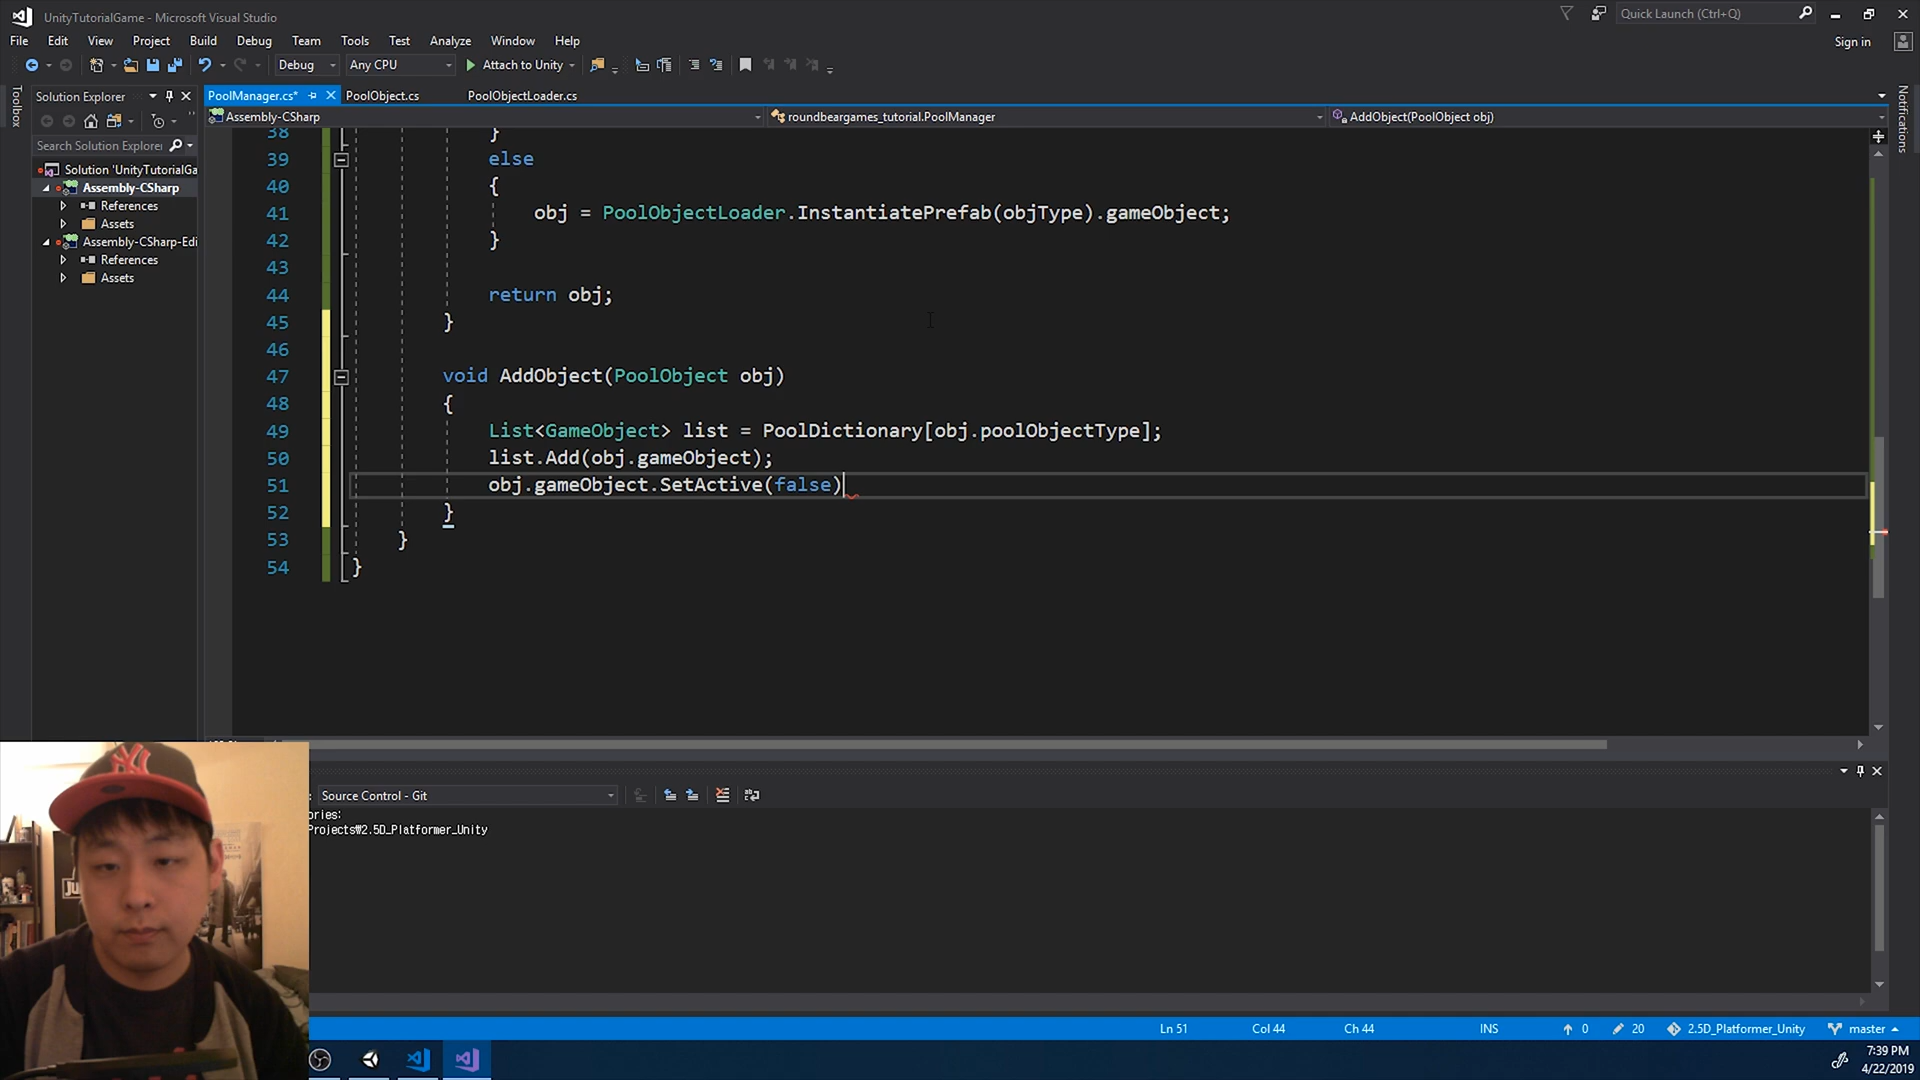 UnityTutorialGame - Microsoft Visual Studio
Quick Launch (Ctrl+Q)
File Edit View Project Build Debug Team Tools Test Analyze Window Help
Sign in
Debug Any CPU Attach to Unity
Toolbox
Solution Explorer
PoolManager.cs* PoolObject.cs PoolObjectLoader.cs
Notifications
Assembly-CSharp roundbeargames_tutorial.PoolManager AddObject(PoolObject obj)
Search Solution Explorer
Solution 'UnityTutorialGa
Assembly-CSharp
References
Assets
Assembly-CSharp-Edi
References
Assets
38 }
39 else
40 {
41 obj = PoolObjectLoader.InstantiatePrefab(objType).gameObject;
42 }
43
44 return obj;
45 }
46
47 void AddObject(PoolObject obj)
48 {
49 List<GameObject> list = PoolDictionary[obj.poolObjectType];
50 list.Add(obj.gameObject);
51 obj.gameObject.SetActive(false)
52 }
53 }
54 }
: Source Control - Git
ories:
Projects₩2.5D_Platformer_Unity
Ln 51 Col 44 Ch 44 INS 0 20 2.5D_Platformer_Unity master
7:39 PM
4/22/2019